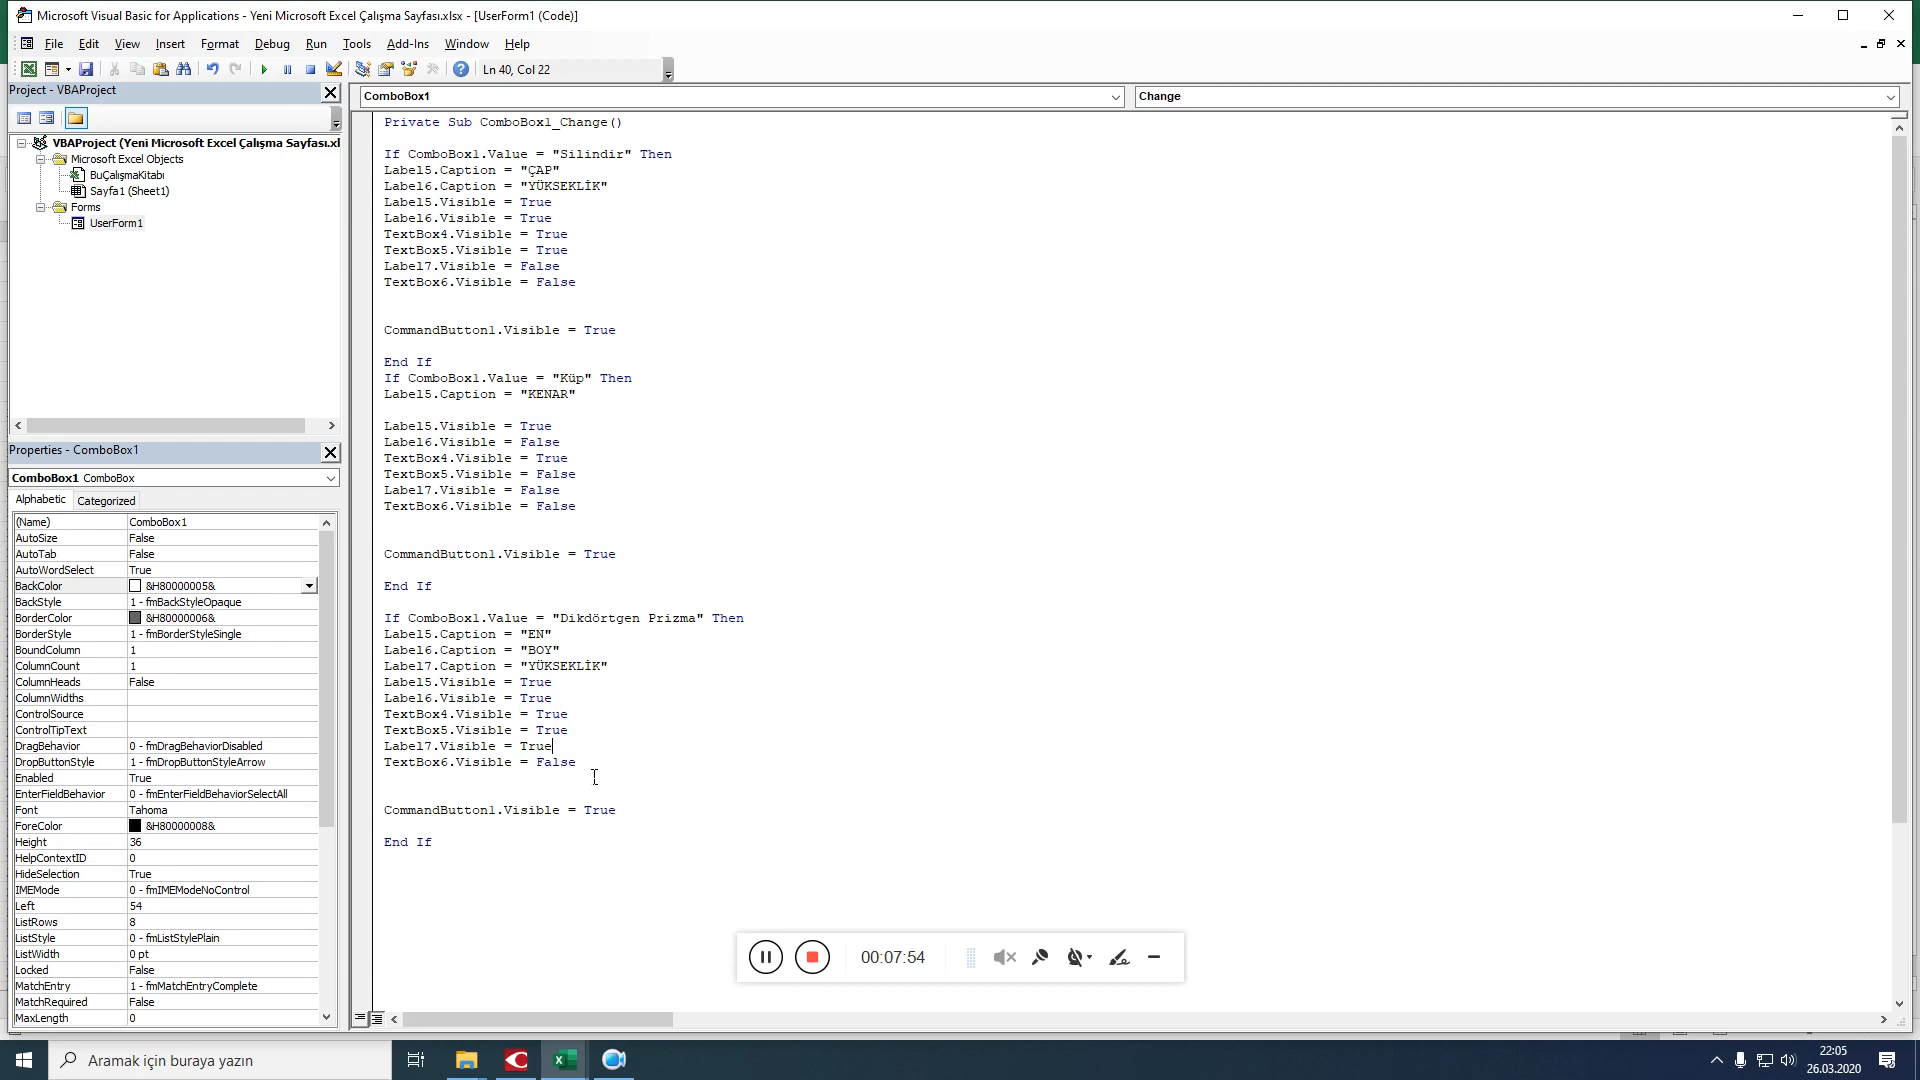 Microsoft Visual Basic for Applications - Yeni Microsoft Excel Çalışma Sayfası.xlsx - [UserForm1 (Code)]
File Edit View Insert Format Debug Run Tools Add-Ins Window Help
Ln 40, Col 22
Project - VBAProject
VBAProject (Yeni Microsoft Excel Çalışma Sayfası.xl
Microsoft Excel Objects
BuÇalışmaKitabı
Sayfa1 (Sheet1)
Forms
UserForm1
Properties - ComboBox1
ComboBox1 ComboBox
Alphabetic Categorized
(Name) ComboBox1
AutoSize False
AutoTab False
AutoWordSelect True
BackColor &H80000005&
BackStyle 1 - fmBackStyleOpaque
BorderColor &H80000006&
BorderStyle 1 - fmBorderStyleSingle
BoundColumn 1
ColumnCount 1
ColumnHeads False
ColumnWidths
ControlSource
ControlTipText
DragBehavior 0 - fmDragBehaviorDisabled
DropButtonStyle 1 - fmDropButtonStyleArrow
Enabled True
EnterFieldBehavior 0 - fmEnterFieldBehaviorSelectAll
Font Tahoma
ForeColor &H80000008&
Height 36
HelpContextID 0
HideSelection True
IMEMode 0 - fmIMEModeNoControl
Left 54
ListRows 8
ListStyle 0 - fmListStylePlain
ListWidth 0 pt
Locked False
MatchEntry 1 - fmMatchEntryComplete
MatchRequired False
MaxLength 0
ComboBox1 Change
Private Sub ComboBox1_Change()
If ComboBox1.Value = "Silindir" Then
Label5.Caption = "ÇAP"
Label6.Caption = "YÜKSEKLİK"
Label5.Visible = True
Label6.Visible = True
TextBox4.Visible = True
TextBox5.Visible = True
Label7.Visible = False
TextBox6.Visible = False
CommandButton1.Visible = True
End If
If ComboBox1.Value = "Küp" Then
Label5.Caption = "KENAR"
Label5.Visible = True
Label6.Visible = False
TextBox4.Visible = True
TextBox5.Visible = False
Label7.Visible = False
TextBox6.Visible = False
CommandButton1.Visible = True
End If
If ComboBox1.Value = "Dikdörtgen Prizma" Then
Label5.Caption = "EN"
Label6.Caption = "BOY"
Label7.Caption = "YÜKSEKLİK"
Label5.Visible = True
Label6.Visible = True
TextBox4.Visible = True
TextBox5.Visible = True
Label7.Visible = True
TextBox6.Visible = False
CommandButton1.Visible = True
End If
00:07:54
Aramak için buraya yazın
22:05
26.03.2020